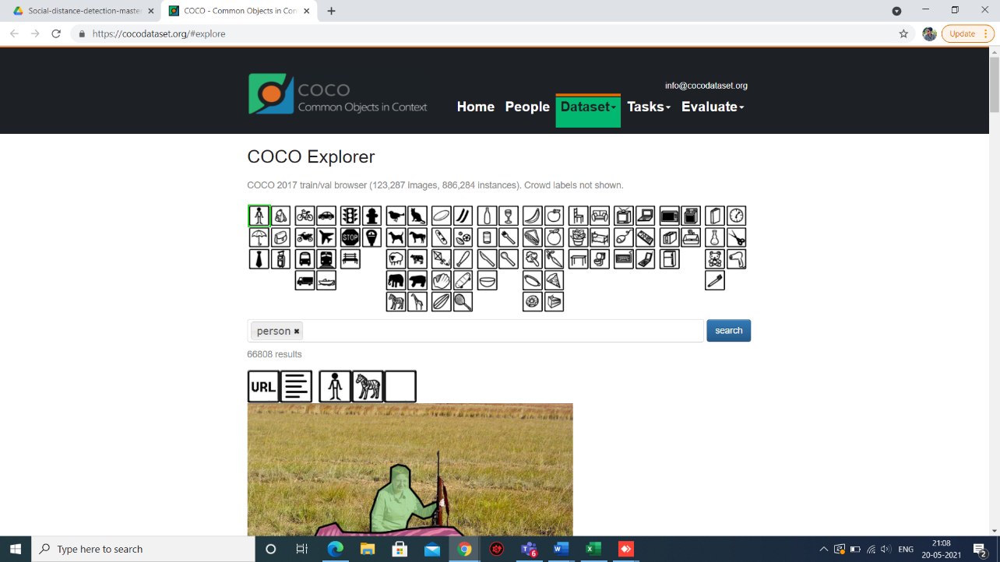 Social-distance-detection-maste
COCO - Common Objects in Con
https://cocodataset.org/#explore
Update
COCO
Common Objects in Context
info@cocodataset.org
Home People Dataset Tasks Evaluate
COCO Explorer
COCO 2017 train/val browser (123,287 images, 886,284 instances). Crowd labels not shown.
STOP
person
search
66808 results
URL
Type here to search
6
W
X
ENG
21:08
20-05-2021
2